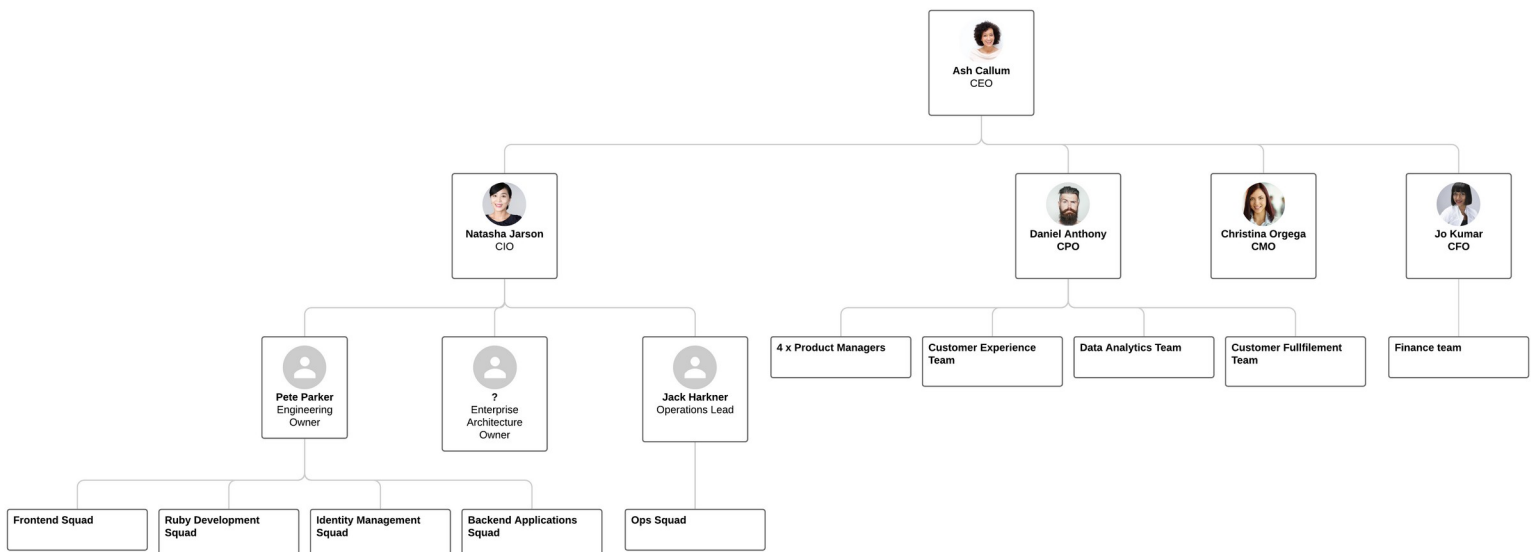 Ash Callum
CEO
Natasha Jarson
CIO
Daniel Anthony
CPO
Christina Orgega
CMO
Jo Kumar
CFO
Pete Parker
Engineering
Owner
?
Enterprise
Architecture
Owner
Jack Harkner
Operations Lead
4 x Product Managers
Customer Experience
Team
Data Analytics Team
Customer Fullfilement
Team
Finance team
Frontend Squad
Ruby Development
Squad
Identity Management
Squad
Backend Applications
Squad
Ops Squad